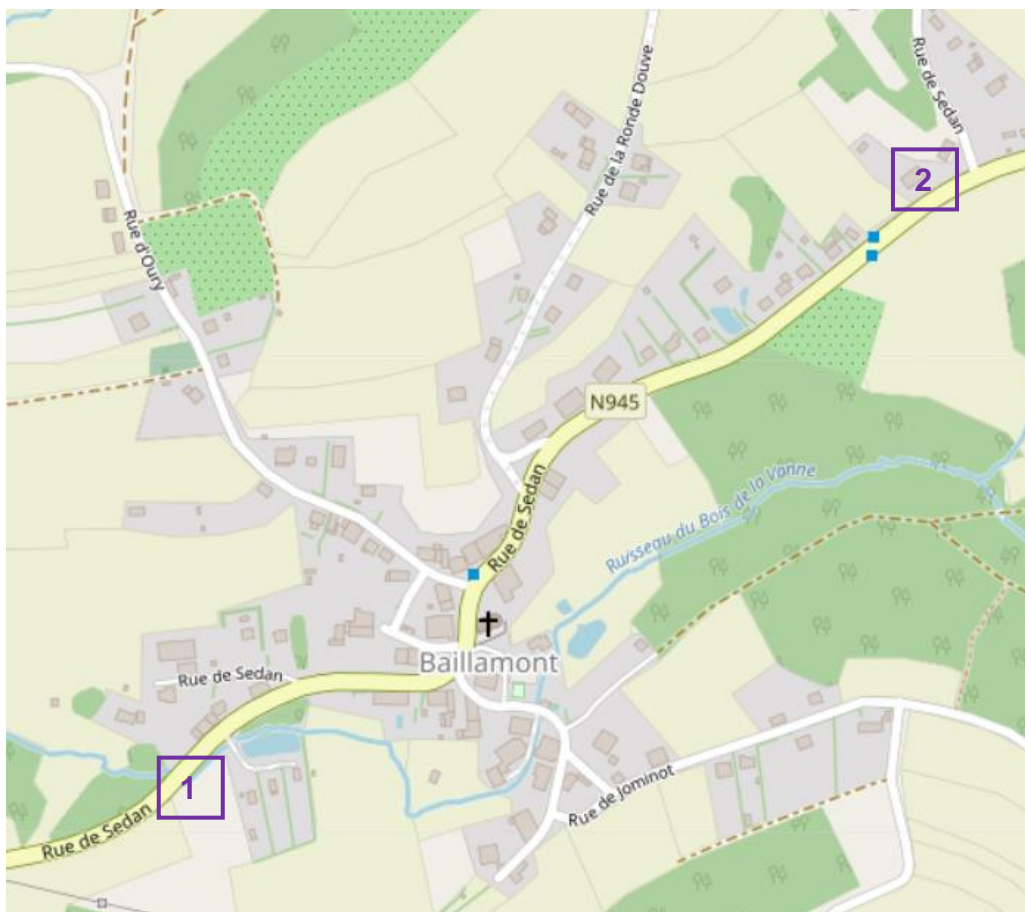 Rue de Sedan
Rue de la Ronde Douve
2
Rue d'Oury
N945
Ruisseau du Bois de la Vanne
Rue de Sedan
Baillamont
Rue de Sedan
1
Rue de Jominot
Rue de Sedan